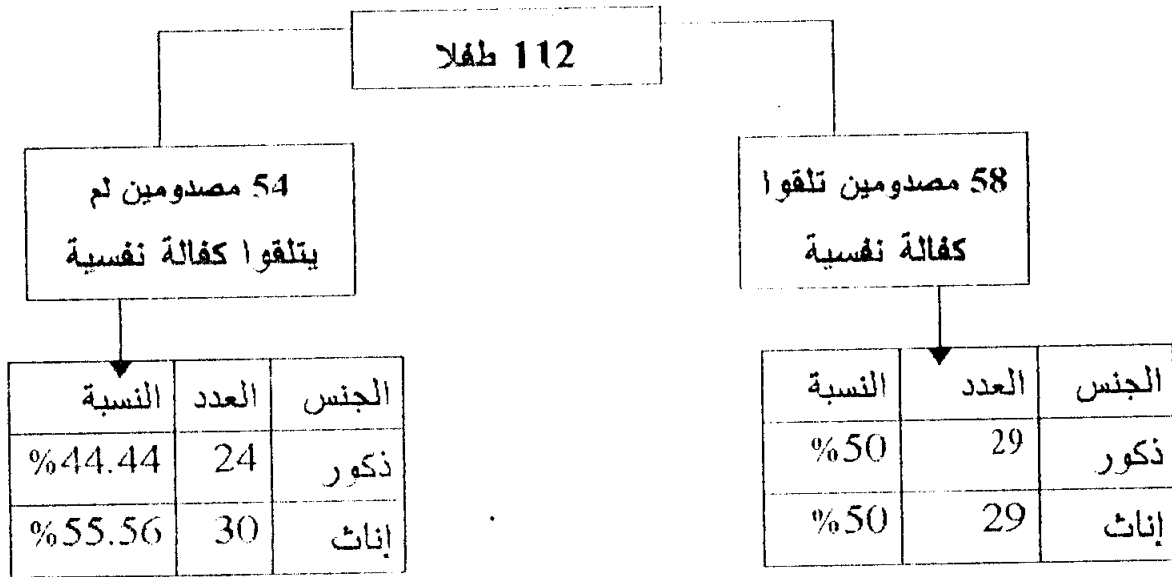 112 طفلا
58 مصدومين تلقوا
كفالة نفسية
54 مصدومين لم
يتلقوا كفالة نفسية
الجنس العدد النسبة
ذكور 29 %50
إناث 29 %50
الجنس العدد النسبة
ذكور 24 %44.44
إناث 30 %55.56